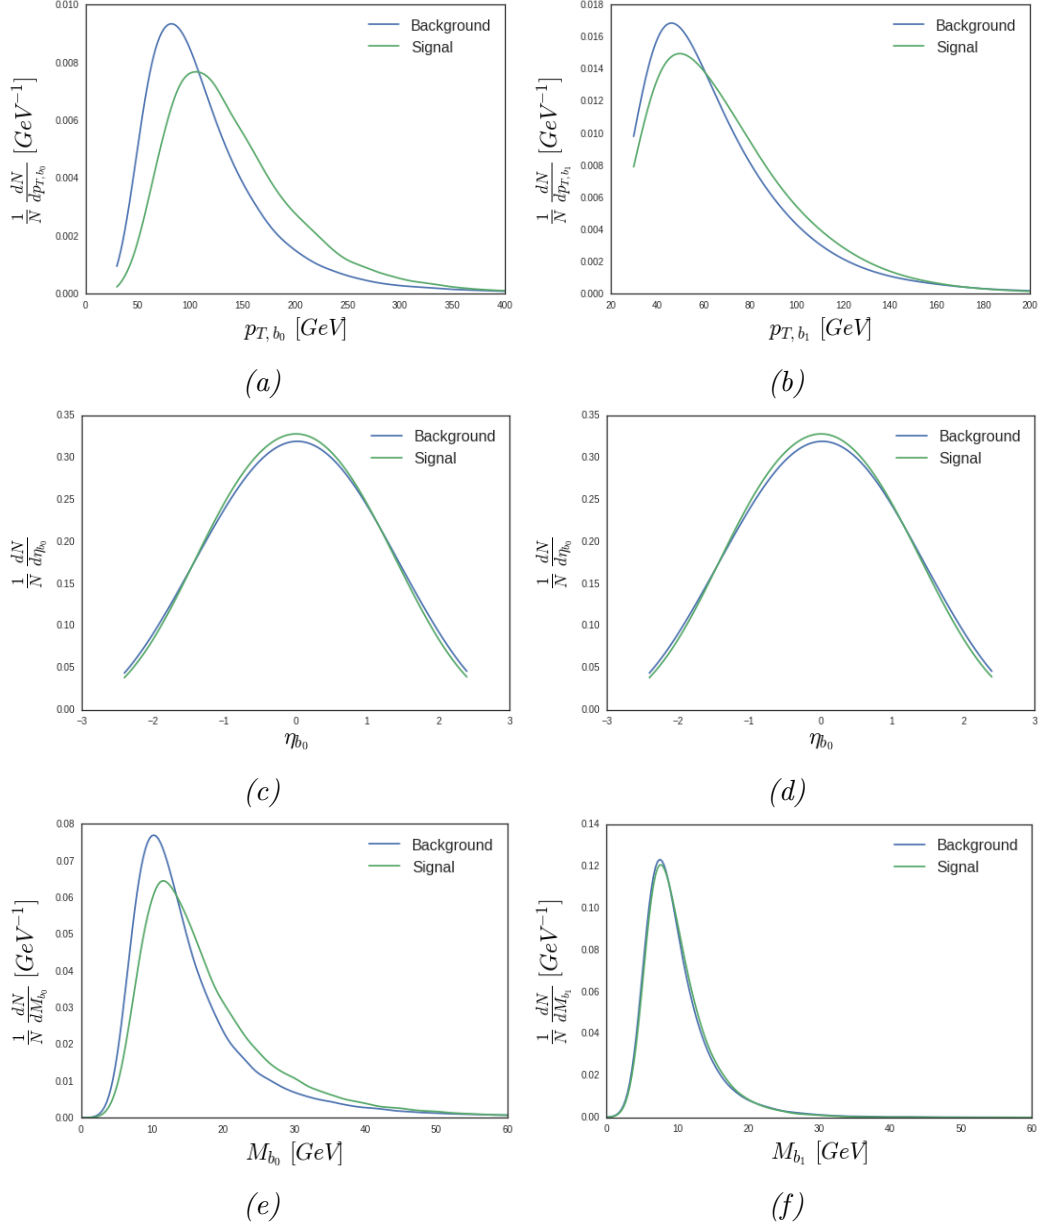 0.010
0.008
0.006
0.004
0.002
0.000
0 50 100 150 200 250 300 350 400
Background
Signal
1/N dN/dp_{T,b_0} [GeV^{-1}]
p_{T,b_0} [GeV]
(a)
0.018
0.016
0.014
0.012
0.010
0.008
0.006
0.004
0.002
0.000
20 40 60 80 100 120 140 160 180 200
Background
Signal
1/N dN/dp_{T,b_1} [GeV^{-1}]
p_{T,b_1} [GeV]
(b)
0.35
0.30
0.25
0.20
0.15
0.10
0.05
0.00
−3 −2 −1 0 1 2 3
Background
Signal
1/N dN/dη_{b_0}
η_{b_0}
(c)
0.35
0.30
0.25
0.20
0.15
0.10
0.05
0.00
−3 −2 −1 0 1 2 3
Background
Signal
1/N dN/dη_{b_0}
η_{b_0}
(d)
0.08
0.07
0.06
0.05
0.04
0.03
0.02
0.01
0.00
0 10 20 30 40 50 60
Background
Signal
1/N dN/dM_{b_0} [GeV^{-1}]
M_{b_0} [GeV]
(e)
0.14
0.12
0.10
0.08
0.06
0.04
0.02
0.00
0 10 20 30 40 50 60
Background
Signal
1/N dN/dM_{b_1} [GeV^{-1}]
M_{b_1} [GeV]
(f)